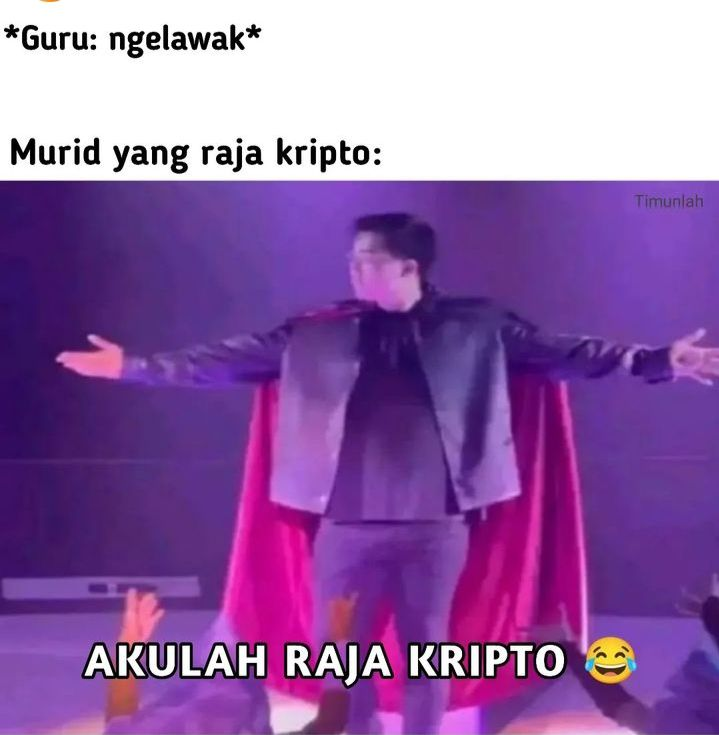 *Guru: ngelawak*
Murid yang raja kripto:
Timunlah
AKULAH RAJA KRIPTO 😂